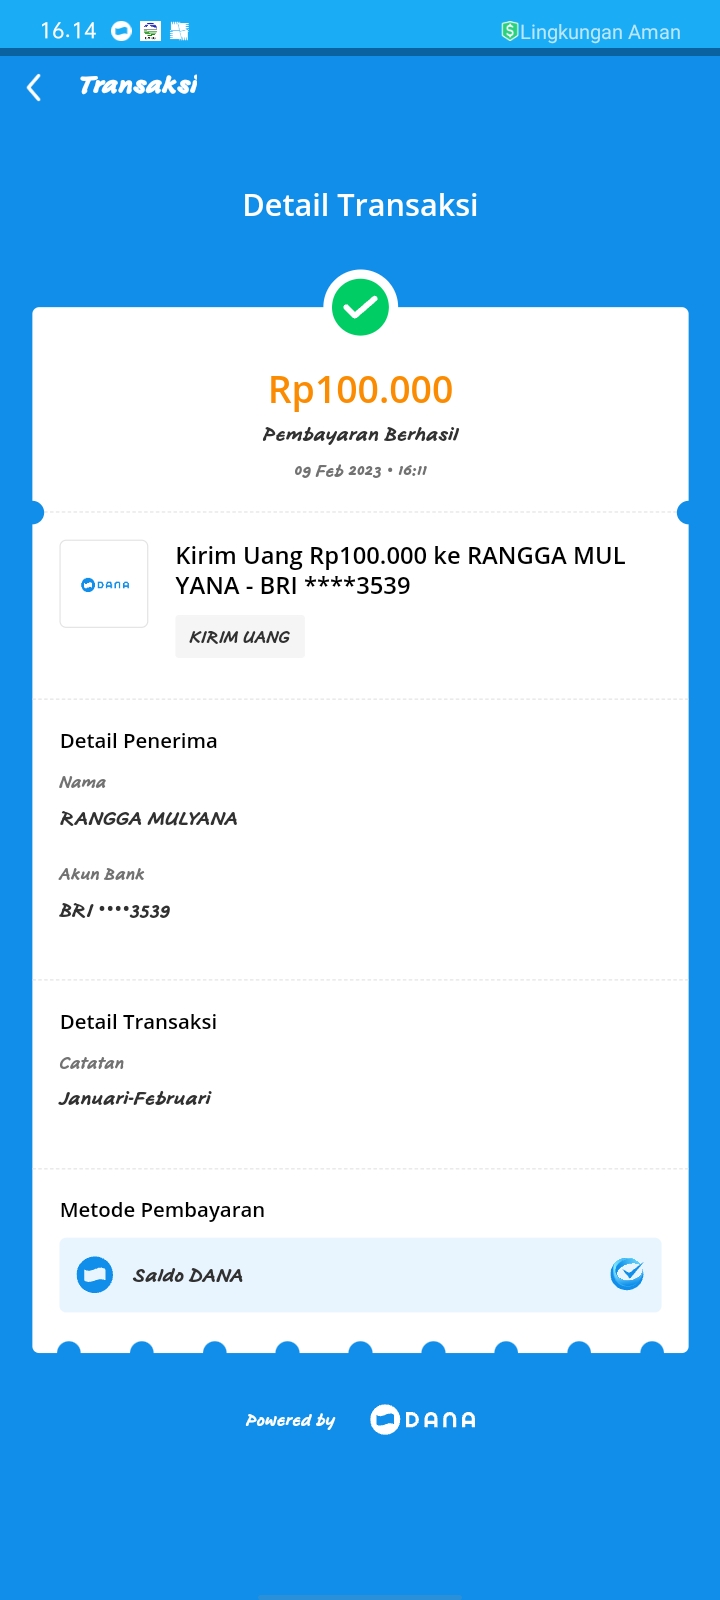 16.14
Lingkungan Aman
Transaksi
Detail Transaksi
Rp100.000
Pembayaran Berhasil
09 Feb 2023 • 16:11
DANA
Kirim Uang Rp100.000 ke RANGGA MUL
YANA - BRI ****3539
KIRIM UANG
Detail Penerima
Nama
RANGGA MULYANA
Akun Bank
BRI ••••3539
Detail Transaksi
Catatan
Januari-Februari
Metode Pembayaran
Saldo DANA
Powered by DANA